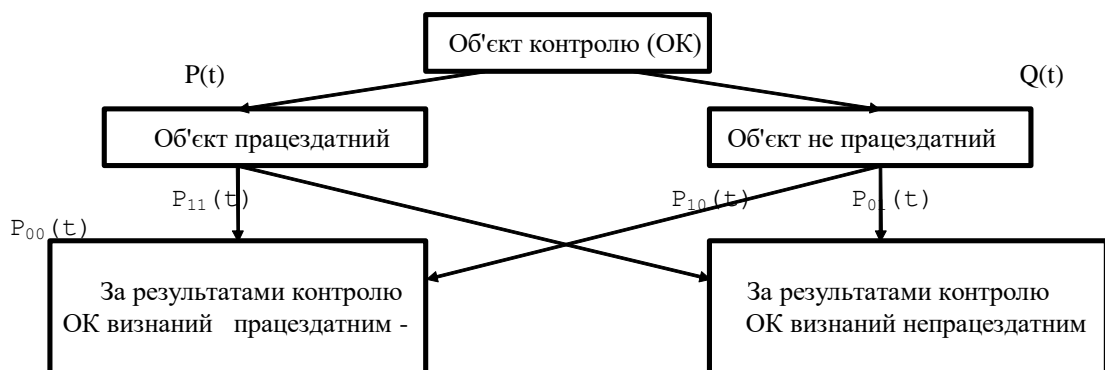 Об'єкт контролю (ОК)
P(t) Q(t)
Об'єкт працездатний Об'єкт не працездатний
P₁₁(t) P₁₀(t) P₀₁(t)
P₀₀(t)
За результатами контролю
ОК визнаний працездатним -
За результатами контролю
ОК визнаний непрацездатним